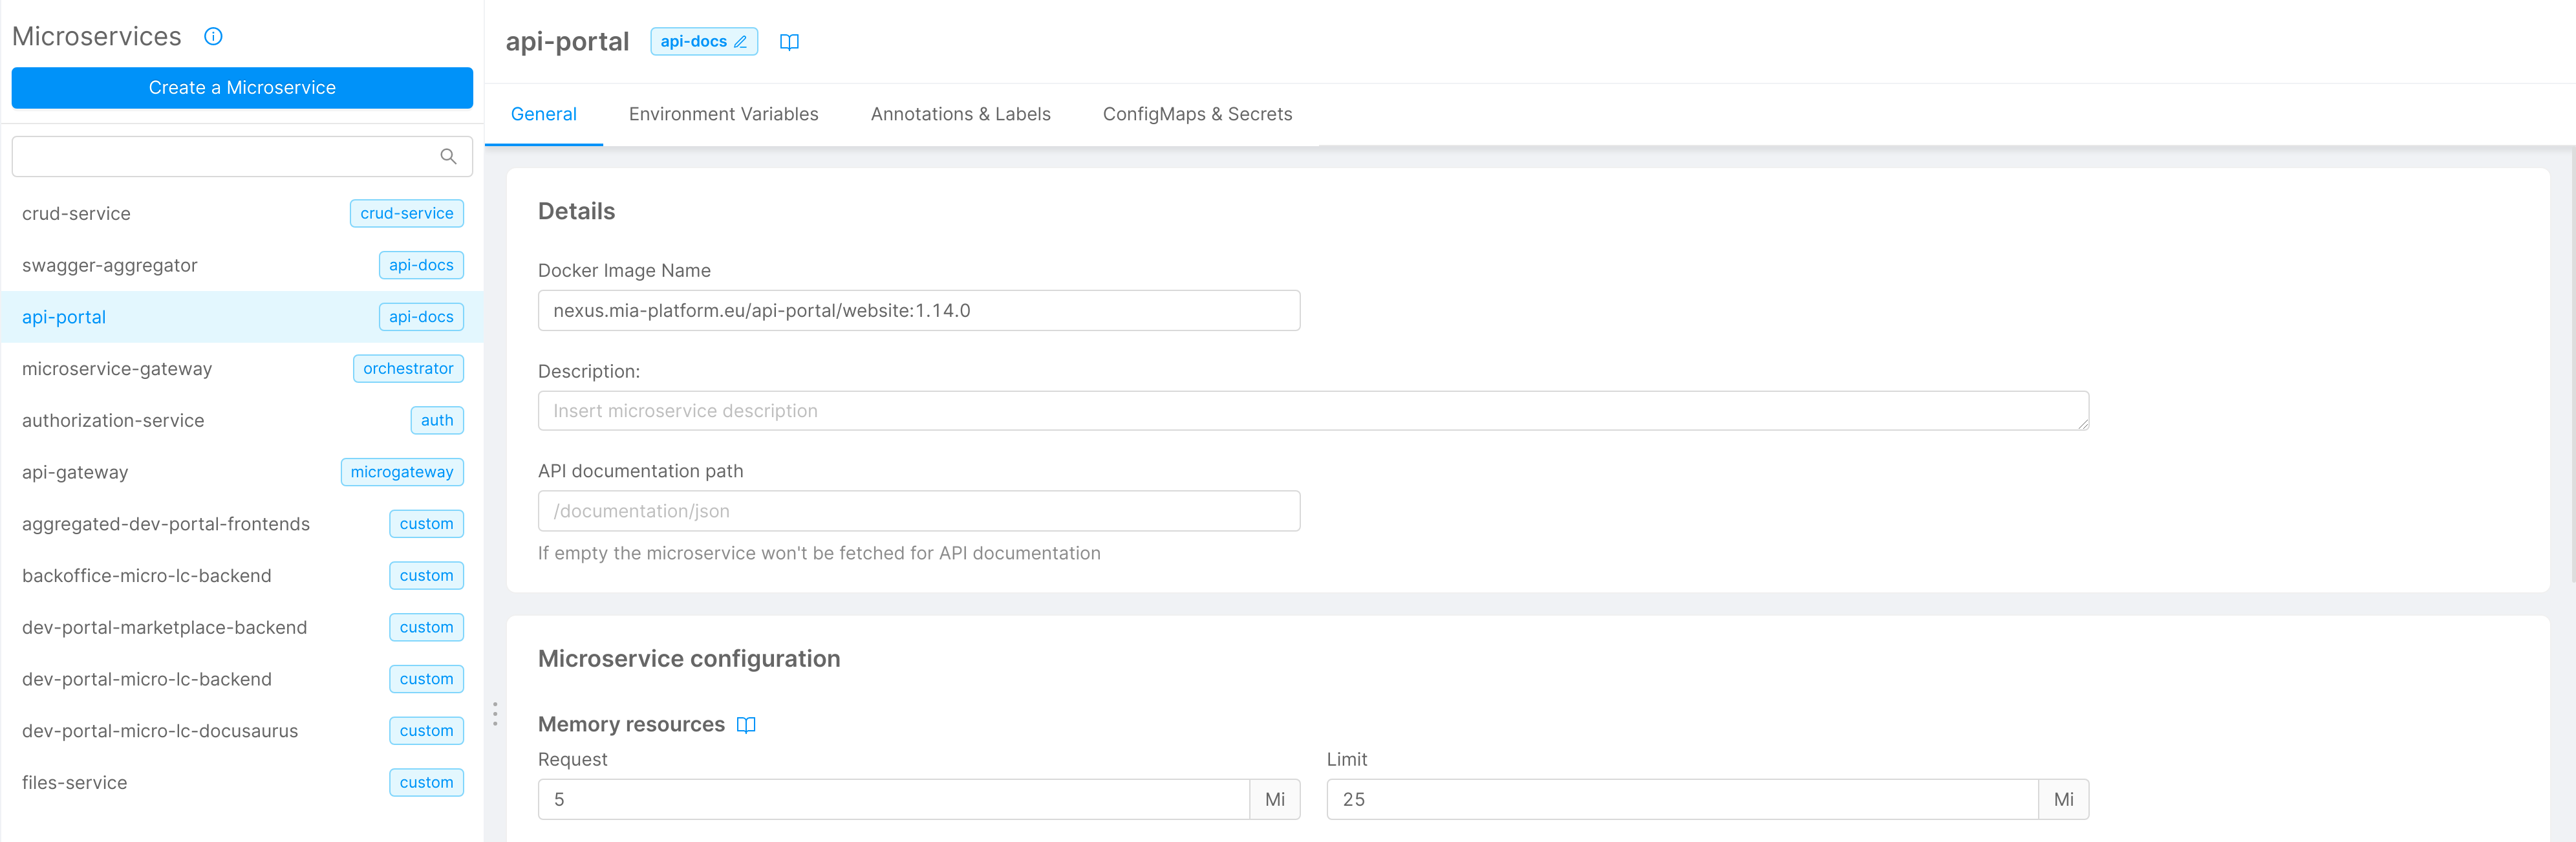 Microservices
Create a Microservice
crud-service crud-service
swagger-aggregator api-docs
api-portal api-docs
microservice-gateway orchestrator
authorization-service auth
api-gateway microgateway
aggregated-dev-portal-frontends custom
backoffice-micro-lc-backend custom
dev-portal-marketplace-backend custom
dev-portal-micro-lc-backend custom
dev-portal-micro-lc-docusaurus custom
files-service custom
api-portal api-docs
General Environment Variables Annotations & Labels ConfigMaps & Secrets
Details
Docker Image Name
nexus.mia-platform.eu/api-portal/website:1.14.0
Description:
Insert microservice description
API documentation path
/documentation/json
If empty the microservice won't be fetched for API documentation
Microservice configuration
Memory resources
Request Limit
5 Mi 25 Mi